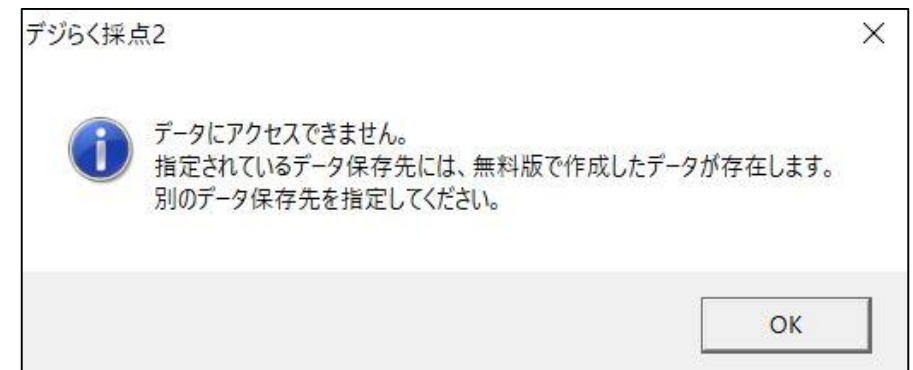 デジらく採点2
データにアクセスできません。
指定されているデータ保存先には、無料版で作成したデータが存在します。
別のデータ保存先を指定してください。
OK